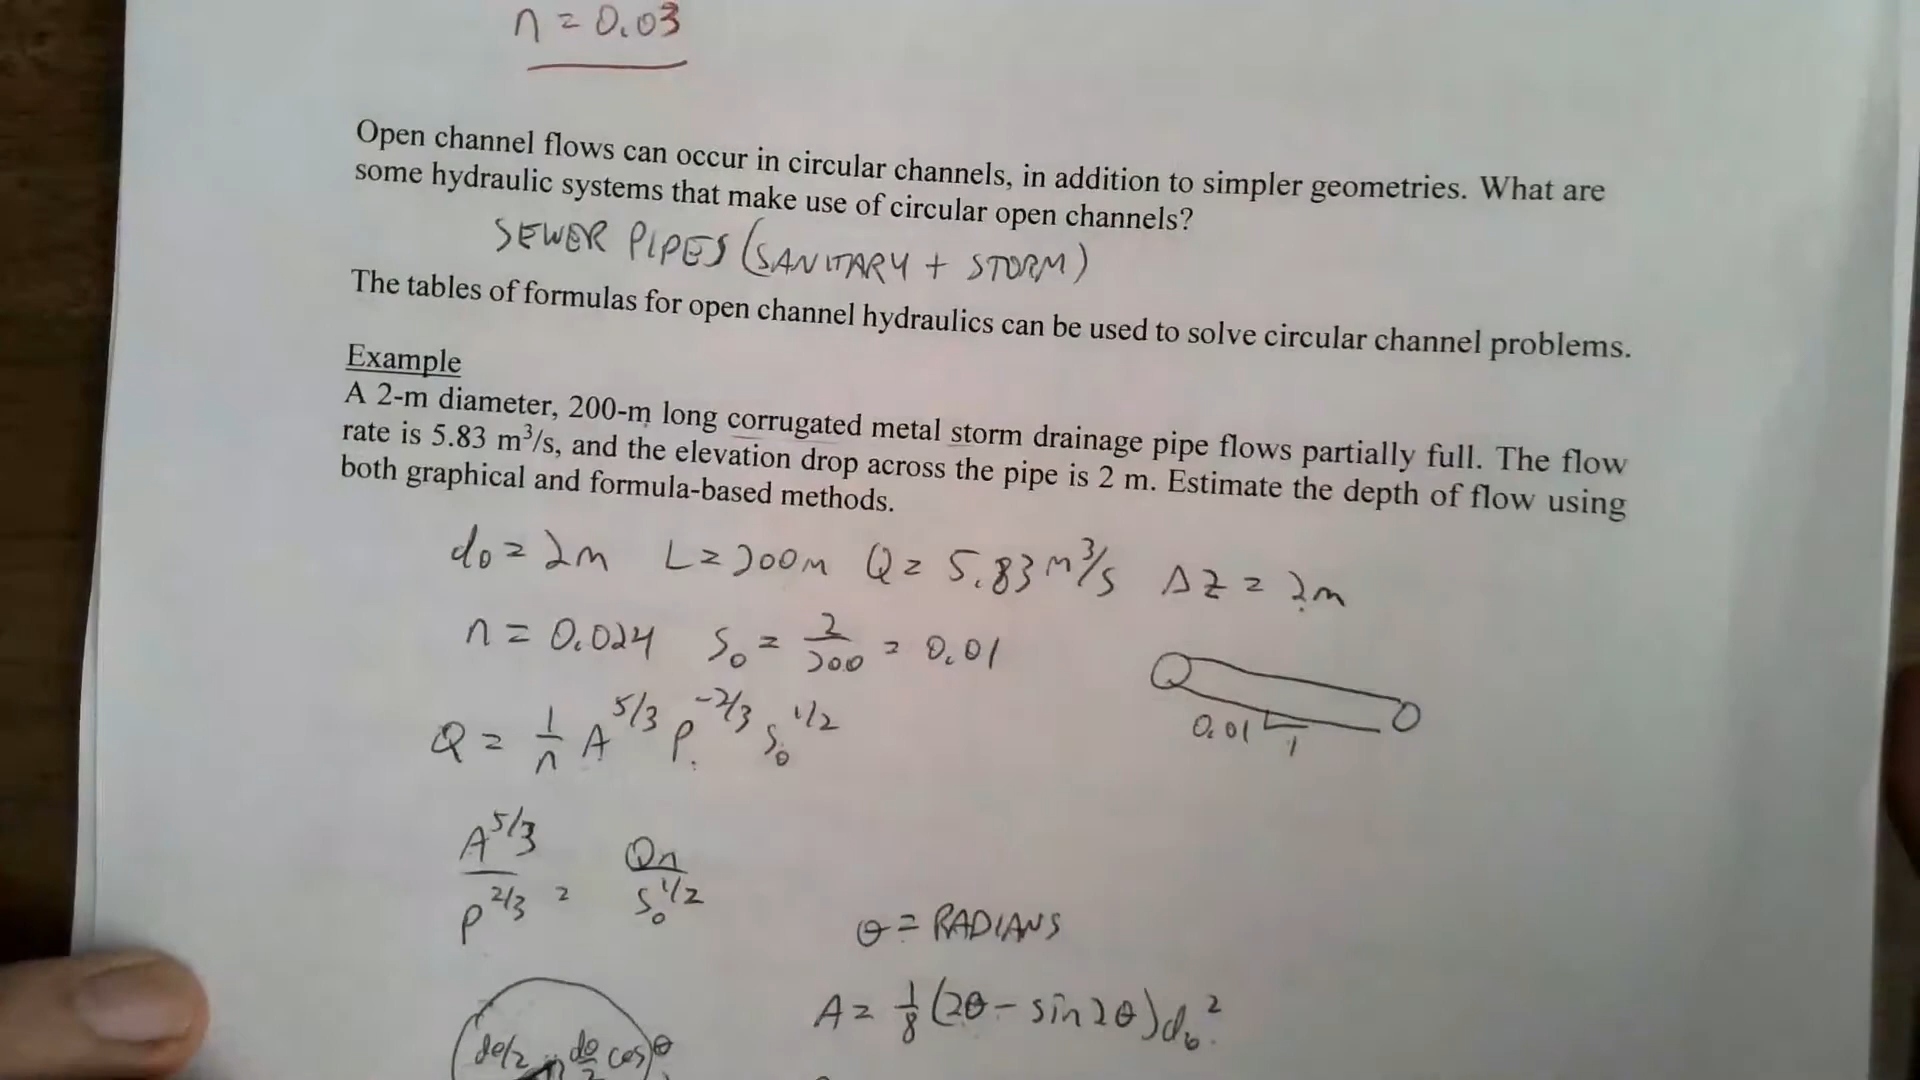 n = 0.03
Open channel flows can occur in circular channels, in addition to simpler geometries. What are
some hydraulic systems that make use of circular open channels?
SEWER PIPES (SANITARY + STORM)
The tables of formulas for open channel hydraulics can be used to solve circular channel problems.
Example
A 2-m diameter, 200-m long corrugated metal storm drainage pipe flows partially full. The flow
rate is 5.83 m³/s, and the elevation drop across the pipe is 2 m. Estimate the depth of flow using
both graphical and formula-based methods.
d₀ = 2m L = 200m Q = 5.83 m³/s ΔZ = 2m
n = 0.024 S₀ = 2/200 = 0.01
0.01 1
Q = 1/n A^5/3 P^-2/3 S₀^1/2
A^5/3 / P^2/3 = Qn / S₀^1/2
θ = RADIANS
A = 1/8 (2θ - sin2θ) d₀²
d₀/2 d₀/2 cosθ